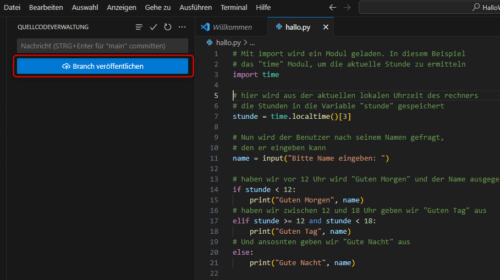 Datei Bearbeiten Auswahl Anzeigen Gehe zu Ausführen Terminal Hilfe
QUELLCODEVERWALTUNG
Nachricht (STRG+Enter für "main" committen)
Branch veröffentlichen
Willkommen
hallo.py
hallo.py > ...
1 # Mit import wird ein Modul geladen. In diesem Beispiel
2 # das "time" Modul, um die aktuelle Stunde zu ermitteln
3 import time
4
5 # hier wird aus der aktuellen lokalen Uhrzeit des rechners
6 # die Stunden in die Variable "stunde" gespeichert
7 stunde = time.localtime()[3]
8
9 # Nun wird der Benutzer nach seinem Namen gefragt,
10 # den er eingeben kann
11 name = input("Bitte Name eingeben: ")
12
13 # haben wir vor 12 Uhr wird "Guten Morgen" und der Name ausgege
14 if stunde < 12:
15 print("Guten Morgen", name)
16 # haben wir zwischen 12 und 18 Uhr geben wir "Guten Tag" aus
17 elif stunde >= 12 and stunde < 18:
18 print("Guten Tag", name)
19 # Und ansosnten geben wir "Gute Nacht" aus
20 else:
21 print("Gute Nacht", name)